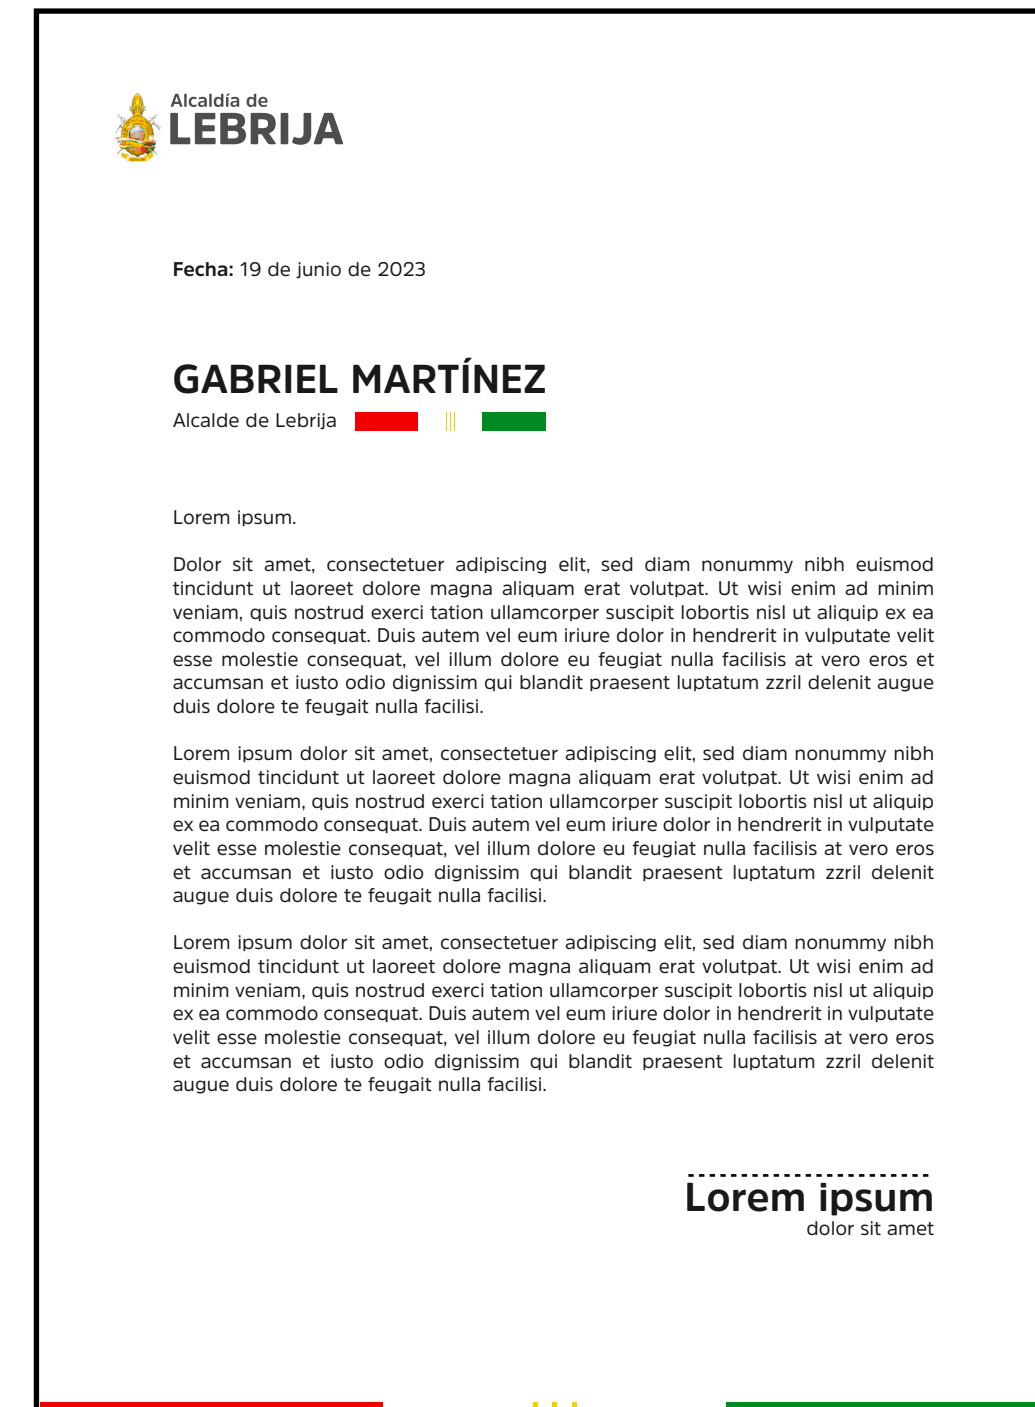 Alcaldía de
LEBRIJA
Fecha: 19 de junio de 2023
GABRIEL MARTÍNEZ
Alcalde de Lebrija
Lorem ipsum.
Dolor sit amet, consectetuer adipiscing elit, sed diam nonummy nibh euismod
tincidunt ut laoreet dolore magna aliquam erat volutpat. Ut wisi enim ad minim
veniam, quis nostrud exerci tation ullamcorper suscipit lobortis nisl ut aliquip ex ea
commodo consequat. Duis autem vel eum iriure dolor in hendrerit in vulputate velit
esse molestie consequat, vel illum dolore eu feugiat nulla facilisis at vero eros et
accumsan et iusto odio dignissim qui blandit praesent luptatum zzril delenit augue
duis dolore te feugait nulla facilisi.
Lorem ipsum dolor sit amet, consectetuer adipiscing elit, sed diam nonummy nibh
euismod tincidunt ut laoreet dolore magna aliquam erat volutpat. Ut wisi enim ad
minim veniam, quis nostrud exerci tation ullamcorper suscipit lobortis nisl ut aliquip
ex ea commodo consequat. Duis autem vel eum iriure dolor in hendrerit in vulputate
velit esse molestie consequat, vel illum dolore eu feugiat nulla facilisis at vero eros
et accumsan et iusto odio dignissim qui blandit praesent luptatum zzril delenit
augue duis dolore te feugait nulla facilisi.
Lorem ipsum dolor sit amet, consectetuer adipiscing elit, sed diam nonummy nibh
euismod tincidunt ut laoreet dolore magna aliquam erat volutpat. Ut wisi enim ad
minim veniam, quis nostrud exerci tation ullamcorper suscipit lobortis nisl ut aliquip
ex ea commodo consequat. Duis autem vel eum iriure dolor in hendrerit in vulputate
velit esse molestie consequat, vel illum dolore eu feugiat nulla facilisis at vero eros
et accumsan et iusto odio dignissim qui blandit praesent luptatum zzril delenit
augue duis dolore te feugait nulla facilisi.
Lorem ipsum
dolor sit amet